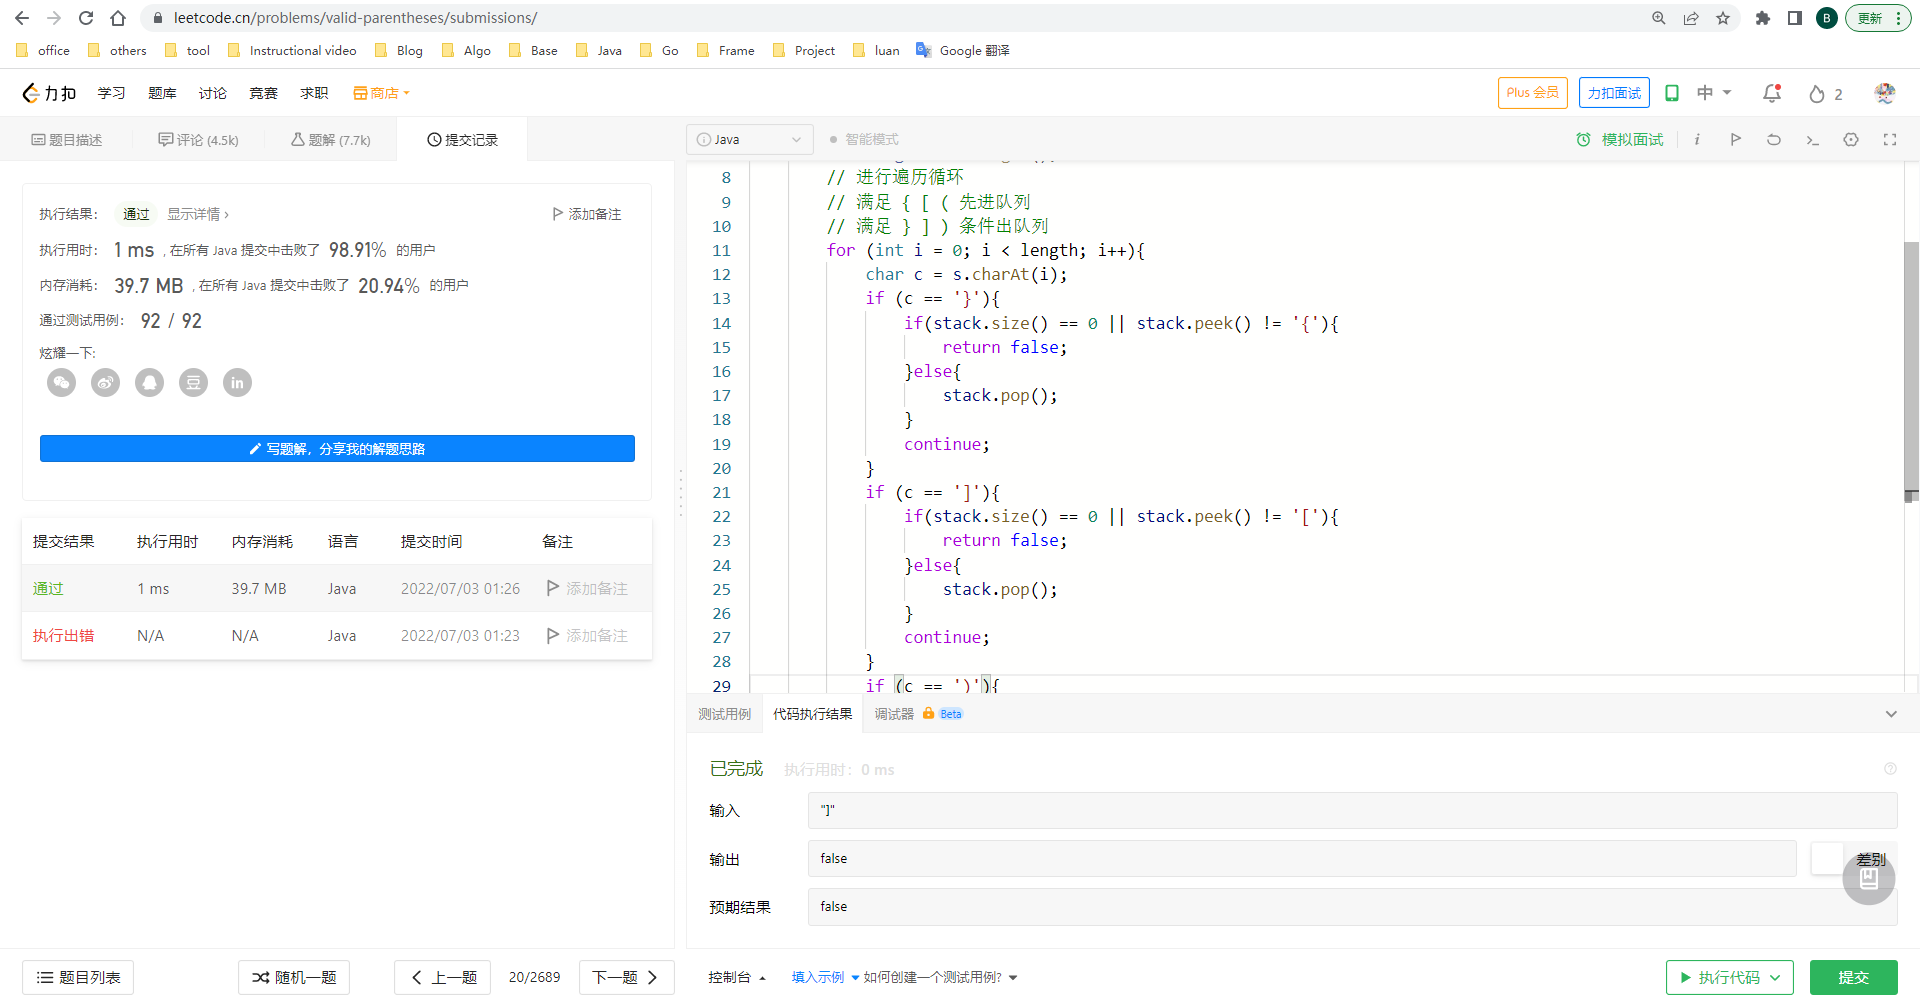 leetcode.cn/problems/valid-parentheses/submissions/
B
更新
office others tool Instructional video Blog Algo Base Java Go Frame Project luan Google 翻译
力扣 学习 题库 讨论 竞赛 求职 商店
Plus 会员 力扣面试 中 2
题目描述 评论 (4.5k) 题解 (7.7k) 提交记录
执行结果： 通过 显示详情 › 添加备注
执行用时： 1 ms , 在所有 Java 提交中击败了 98.91% 的用户
内存消耗： 39.7 MB , 在所有 Java 提交中击败了 20.94% 的用户
通过测试用例： 92 / 92
炫耀一下:
豆 in
写题解，分享我的解题思路
提交结果 执行用时 内存消耗 语言 提交时间 备注
通过 1 ms 39.7 MB Java 2022/07/03 01:26 添加备注
执行出错 N/A N/A Java 2022/07/03 01:23 添加备注
题目列表 随机一题 上一题 20/2689 下一题
Java 智能模式 模拟面试
8 // 进行遍历循环
9 // 满足 { [ ( 先进队列
10 // 满足 } ] ) 条件出队列
11 for (int i = 0; i < length; i++){
12 char c = s.charAt(i);
13 if (c == '}'){
14 if(stack.size() == 0 || stack.peek() != '{'){
15 return false;
16 }else{
17 stack.pop();
18 }
19 continue;
20 }
21 if (c == ']'){
22 if(stack.size() == 0 || stack.peek() != '['){
23 return false;
24 }else{
25 stack.pop();
26 }
27 continue;
28 }
29 if (c == ')'){
测试用例 代码执行结果 调试器 Beta
已完成 执行用时：0 ms
输入 "]"
输出 false 差别
预期结果 false
控制台 填入示例 如何创建一个测试用例? 执行代码 提交